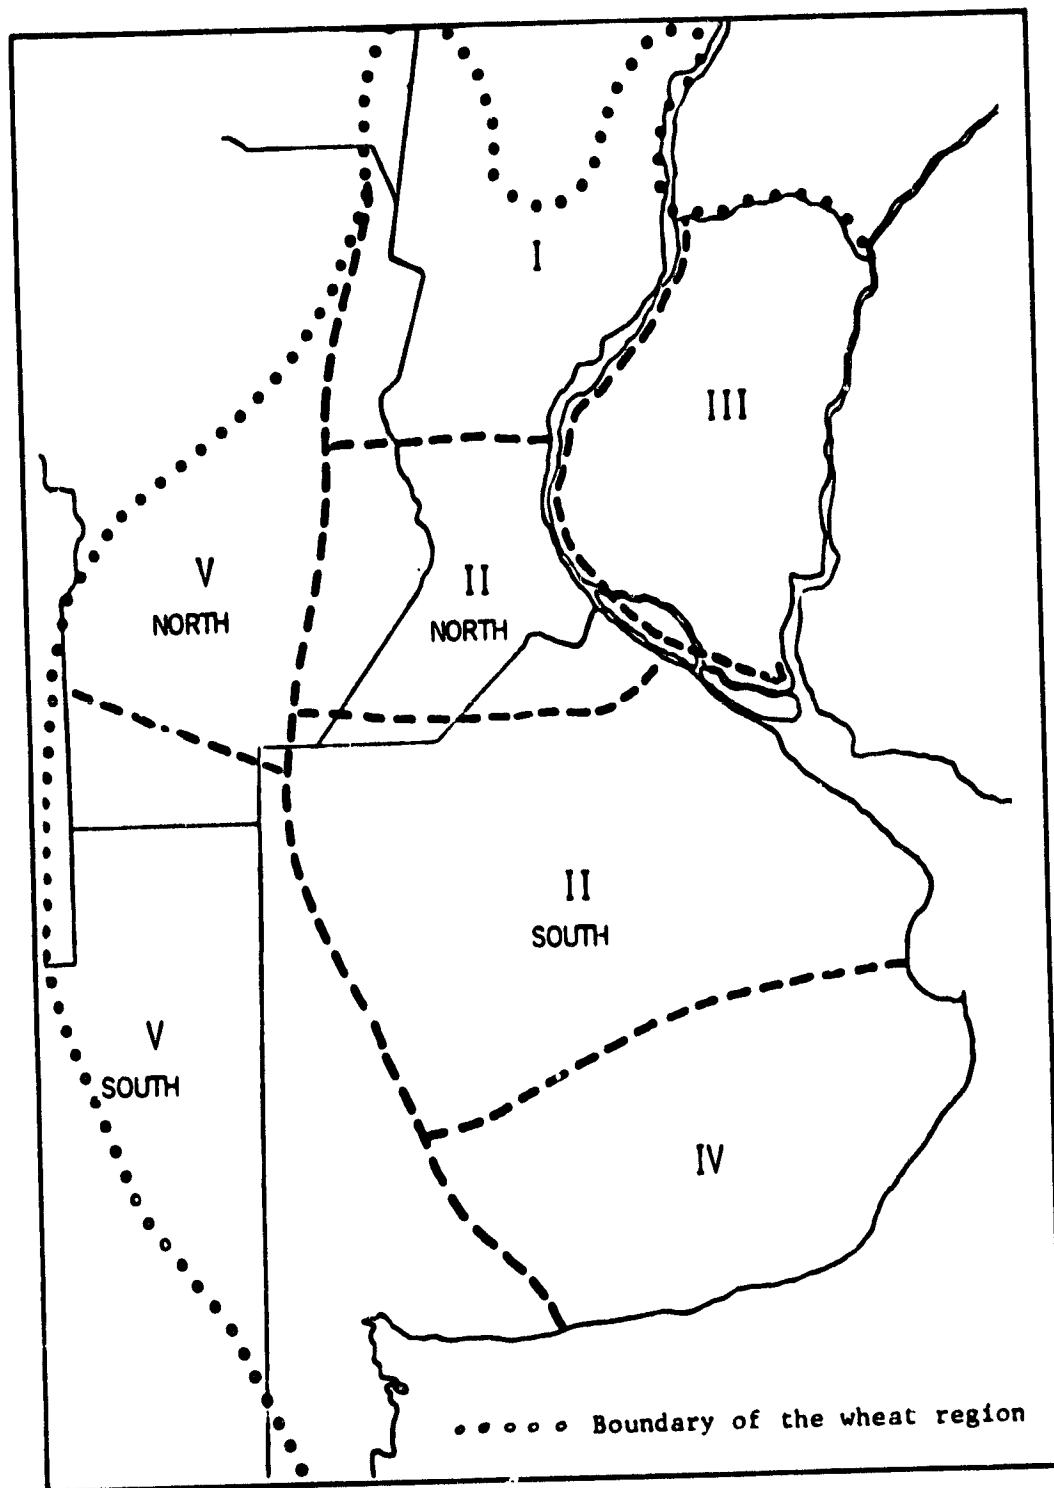 I
III
V
NORTH
II
NORTH
II
SOUTH
V
SOUTH
IV
Boundary of the wheat region